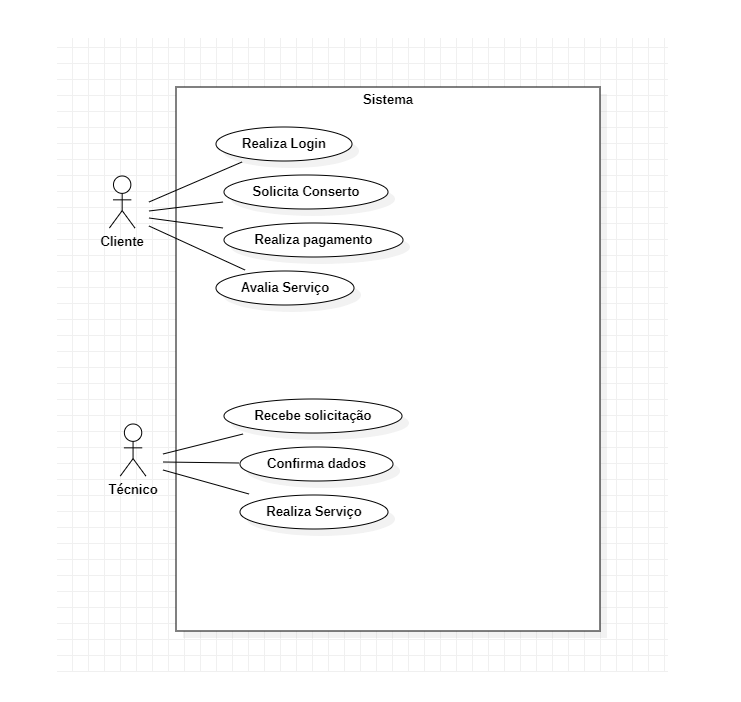 Sistema
Realiza Login
Solicita Conserto
Realiza pagamento
Cliente
Avalia Serviço
Recebe solicitação
Confirma dados
Técnico
Realiza Serviço